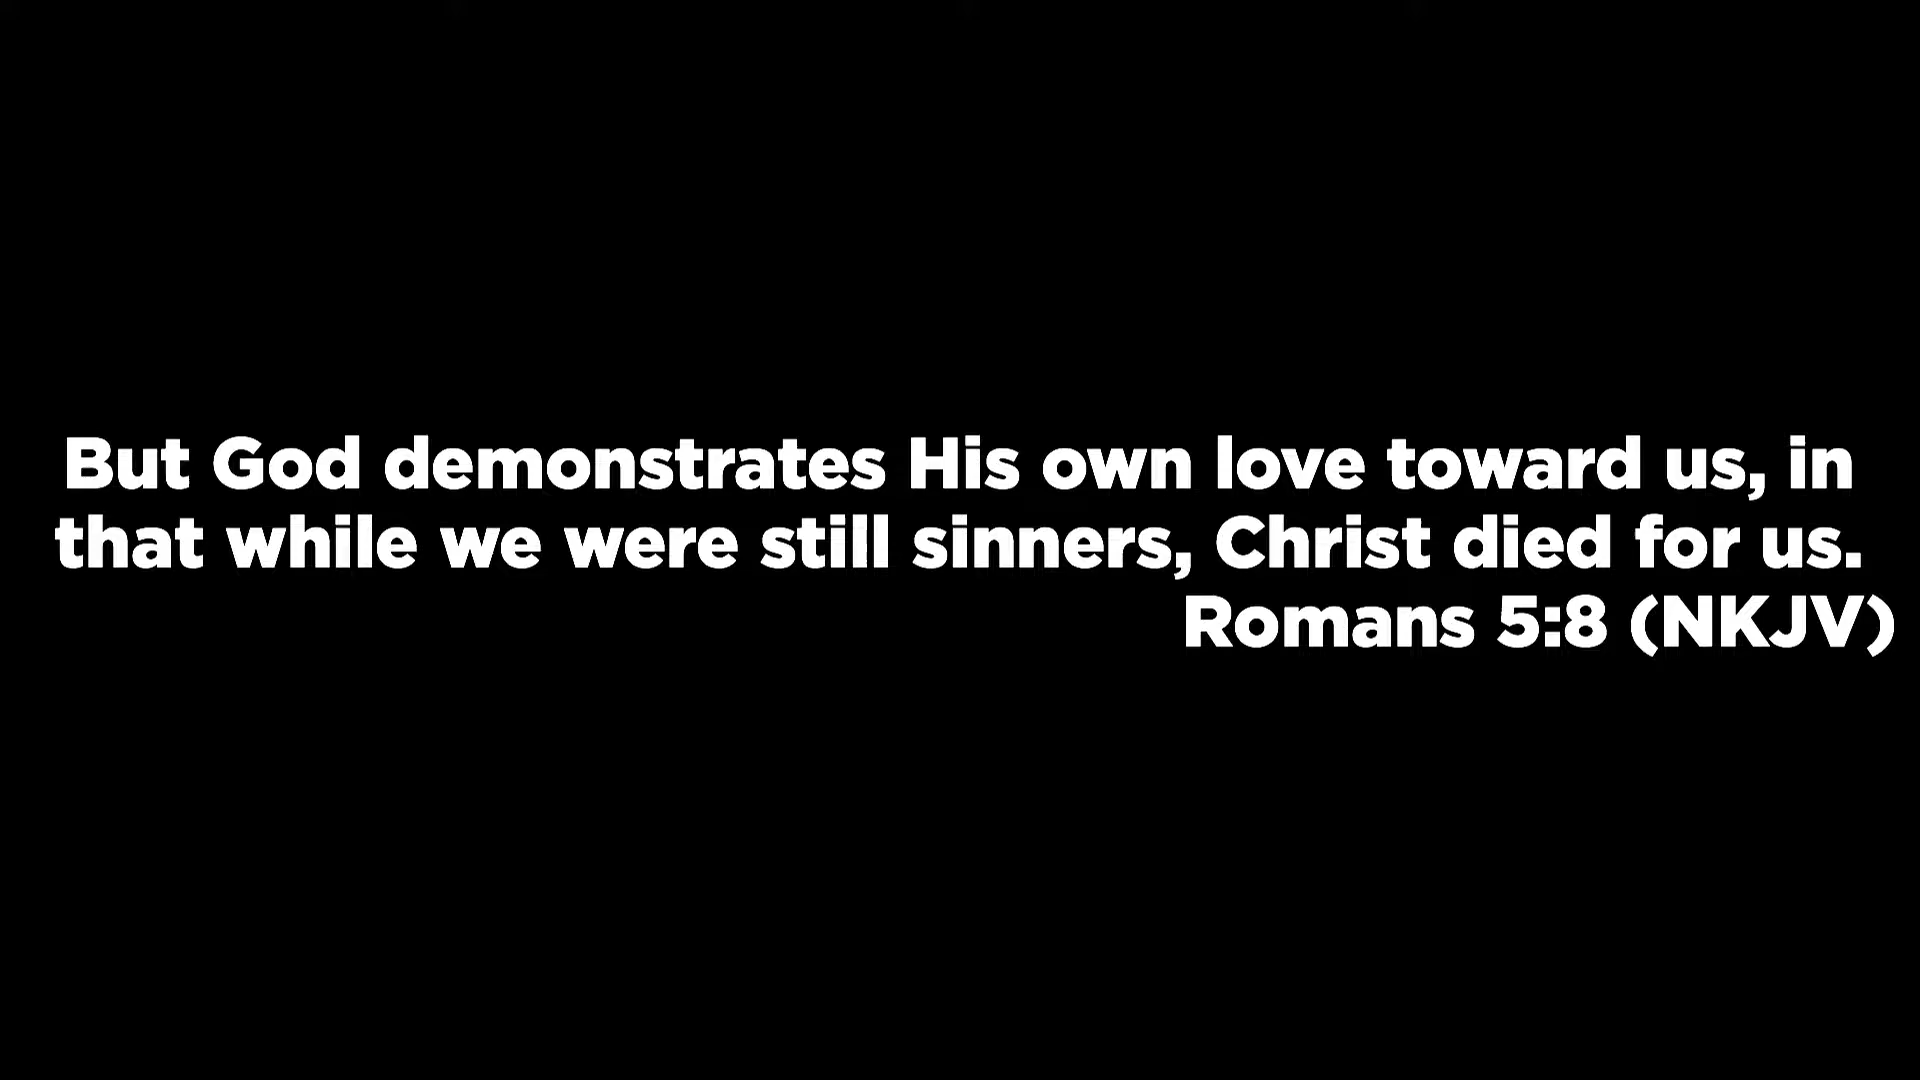 But God demonstrates His own love toward us, in
that while we were still sinners, Christ died for us.
Romans 5:8 (NKJV)